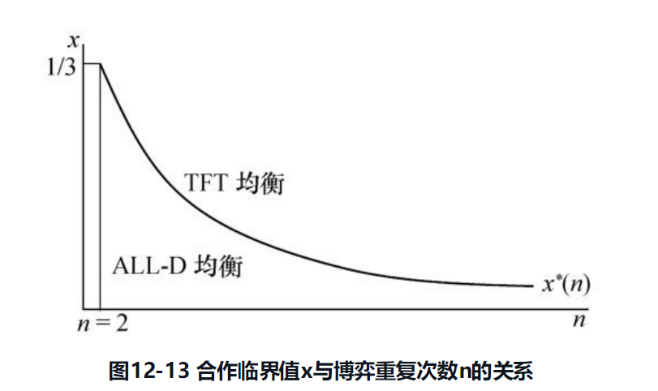 x
1/3
TFT 均衡
ALL-D 均衡
x*(n)
n = 2
n
图12-13 合作临界值x与博弈重复次数n的关系